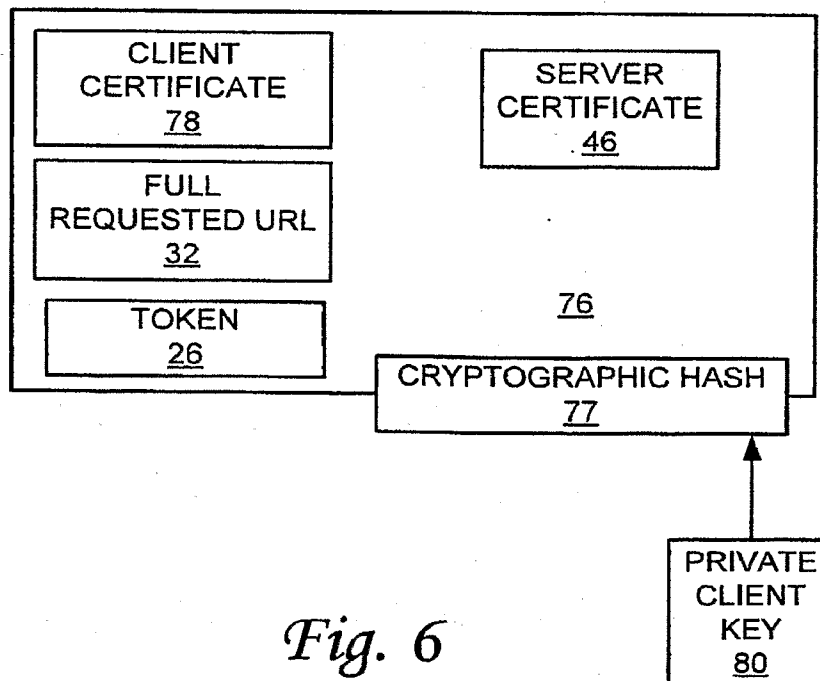 CLIENT
CERTIFICATE
78
SERVER
CERTIFICATE
46
FULL
REQUESTED URL
32
TOKEN
26
76
CRYPTOGRAPHIC HASH
77
PRIVATE
CLIENT
KEY
80
Fig. 6